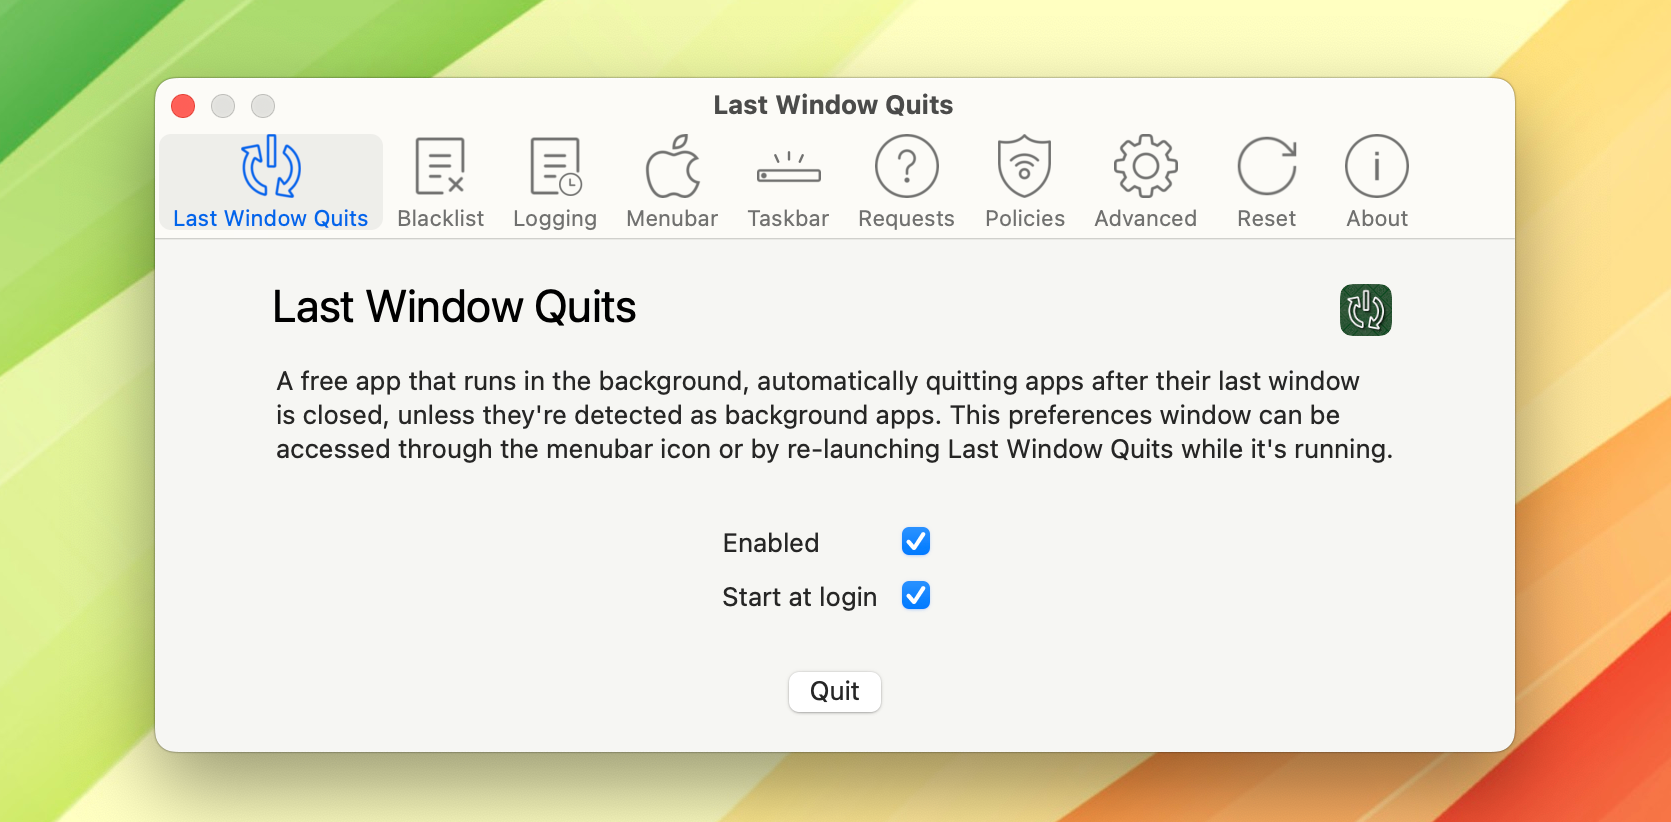 Last Window Quits
Last Window Quits Blacklist Logging Menubar Taskbar Requests Policies Advanced Reset About
Last Window Quits
A free app that runs in the background, automatically quitting apps after their last window
is closed, unless they're detected as background apps. This preferences window can be
accessed through the menubar icon or by re-launching Last Window Quits while it's running.
Enabled
Start at login
Quit